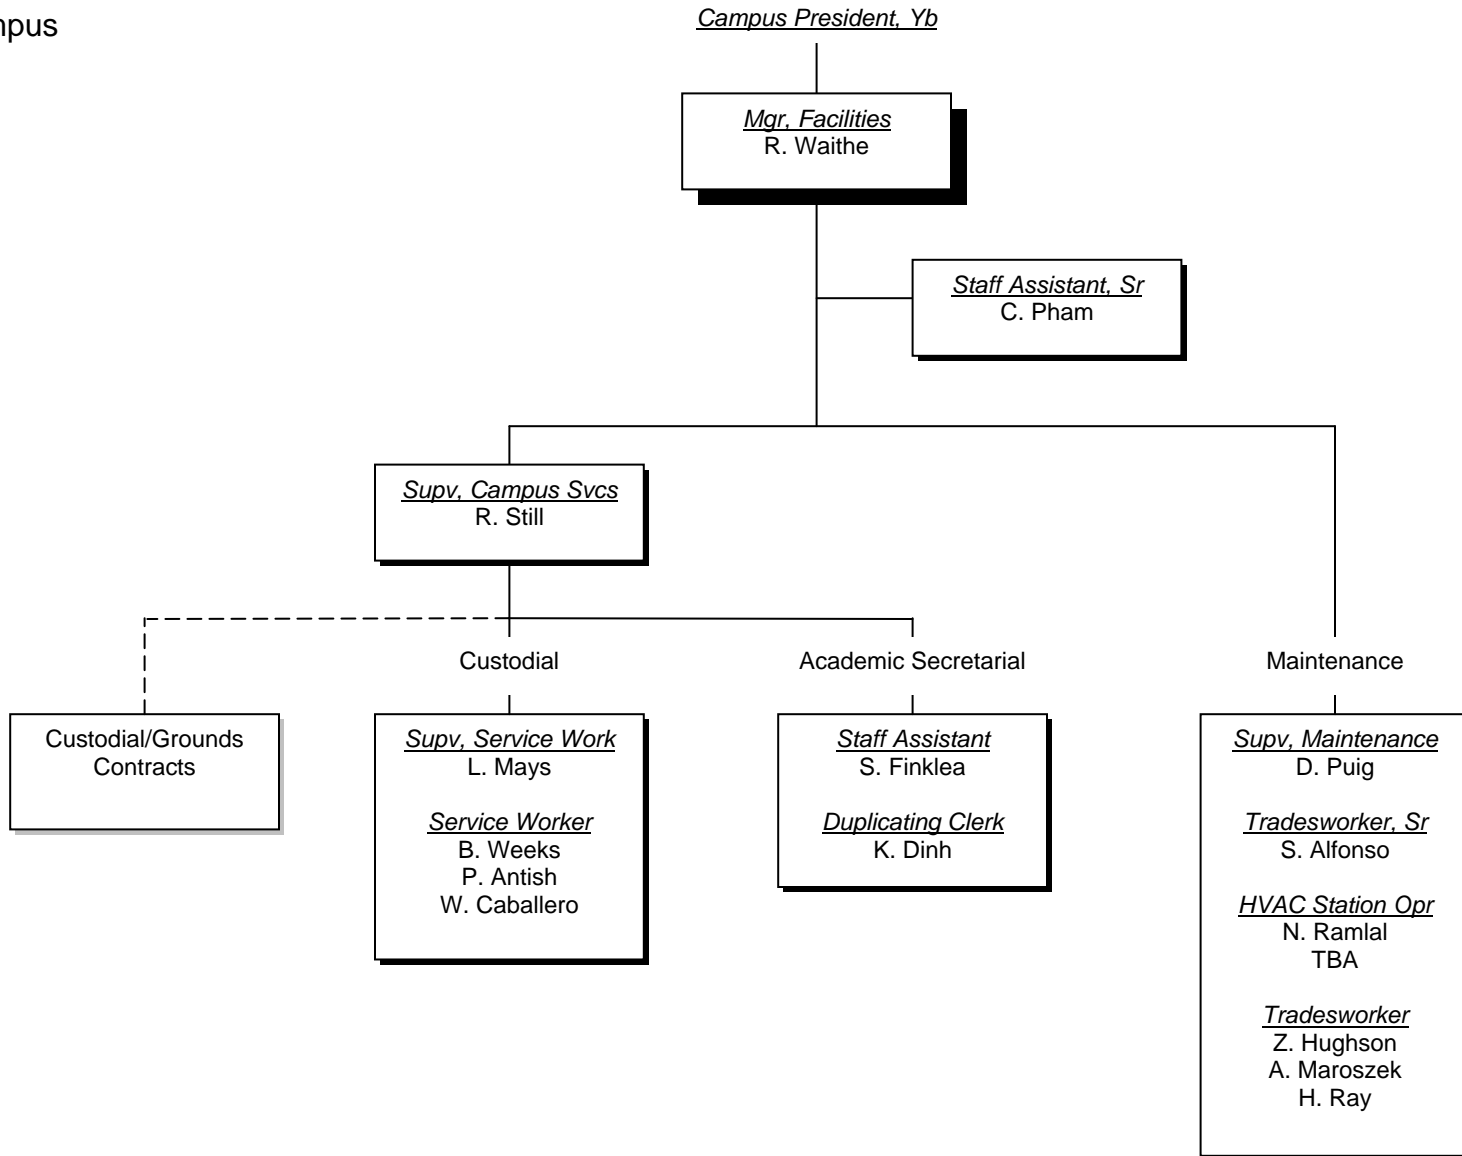 Campus President, Yb
Mgr, Facilities
R. Waithe
Staff Assistant, Sr
C. Pham
Supv, Campus Svcs
R. Still
Custodial
Academic Secretarial
Maintenance
Custodial/Grounds
Contracts
Supv, Service Work
L. Mays
Service Worker
B. Weeks
P. Antish
W. Caballero
Staff Assistant
S. Finklea
Duplicating Clerk
K. Dinh
Supv, Maintenance
D. Puig
Tradesworker, Sr
S. Alfonso
HVAC Station Opr
N. Ramlal
TBA
Tradesworker
Z. Hughson
A. Maroszek
H. Ray